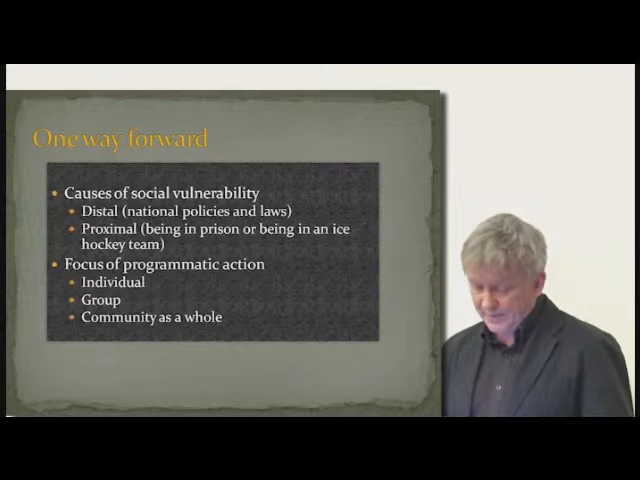 One way forward
• Causes of social vulnerability
• Distal (national policies and laws)
• Proximal (being in prison or being in an ice
hockey team)
• Focus of programmatic action
• Individual
• Group
• Community as a whole